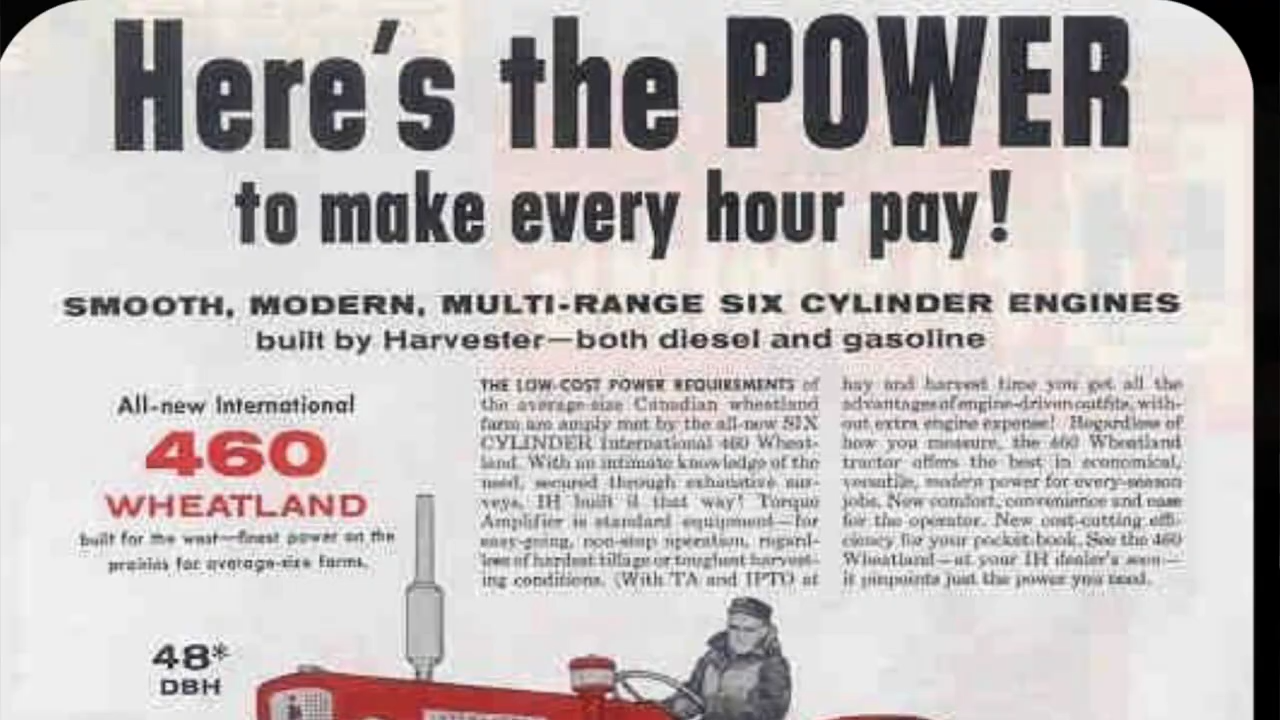 Here's the POWER
to make every hour pay!
SMOOTH, MODERN, MULTI-RANGE SIX CYLINDER ENGINES
built by Harvester—both diesel and gasoline
All-new International
460
WHEATLAND
built for the west—finest power on the
prairies for average-size farms.
48*
DBH
THE LOW-COST POWER REQUIREMENTS of
the average-size Canadian wheatland
farm are amply met by the all-new SIX
CYLINDER International 460 Wheat-
land. With an intimate knowledge of the
need, secured through exhaustive sur-
veys, IH built it that way! Torque
Amplifier is standard equipment—for
easy-going, non-stop operation, regard-
less of hardest tillage or toughest harvest-
ing conditions. (With TA and IPTO at
hay and harvest time you get all the
advantages of engine-driven outfits, with-
out extra engine expense! Regardless of
how you measure, the 460 Wheatland
tractor offers the best in economical,
versatile, modern power for every-season
jobs. New comfort, convenience and ease
for the operator. New cost-cutting effi-
ciency for your pocket-book. See the 460
Wheatland—at your IH dealer's soon—
it pinpoints just the power you need.